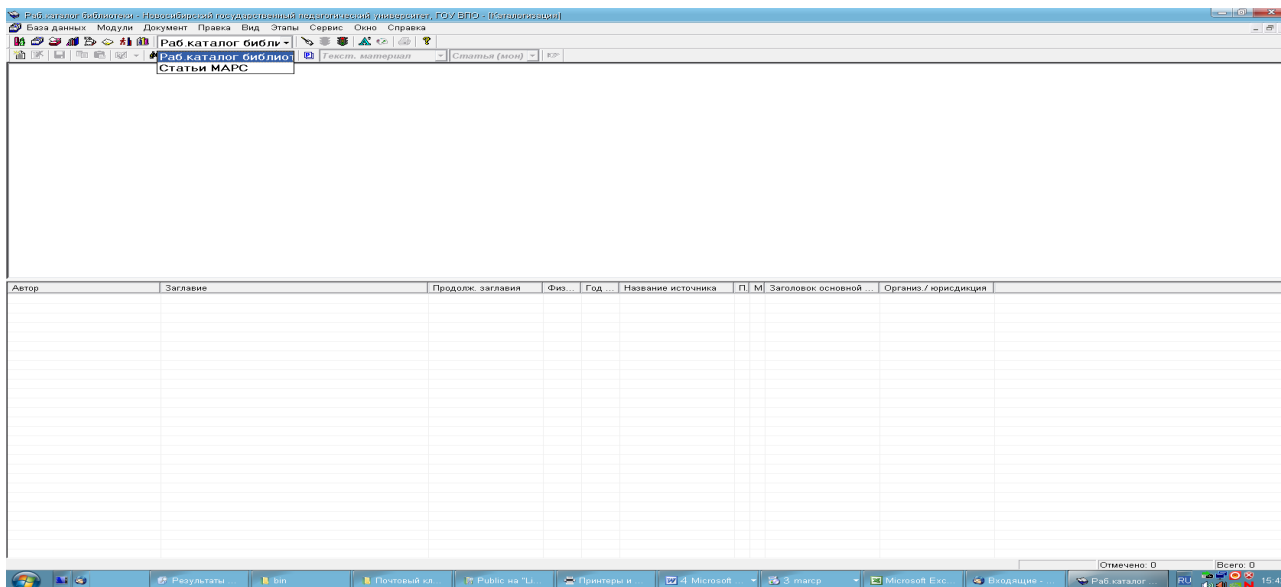 Раб.каталог библиотеки - Новосибирский государственный педагогический университет, ГОУ ВПО - [Каталогизация]
База данных Модули Документ Правка Вид Этапы Сервис Окно Справка
Раб.каталог библи
Раб.каталог библиот Текст. материал Статья (мон)
Статьи МАРС
Автор Заглавие Продолж. заглавия Физ... Год ... Название источника П. М Заголовок основной ... Организ./ юрисдикция
Отмечено: 0 Всего: 0
Результаты ... bin Почтовый кл... Public на "Li... Принтеры и ... 4 Microsoft ... 3 marcp Microsoft Exc... Входящие - ... Раб.каталог ... RU 15:4